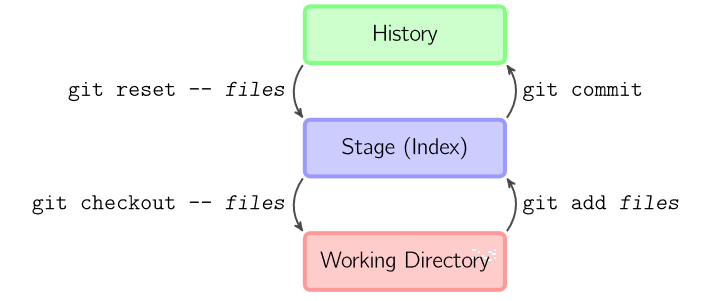 History
git reset -- files
git commit
Stage (Index)
git checkout -- files
git add files
Working Directory